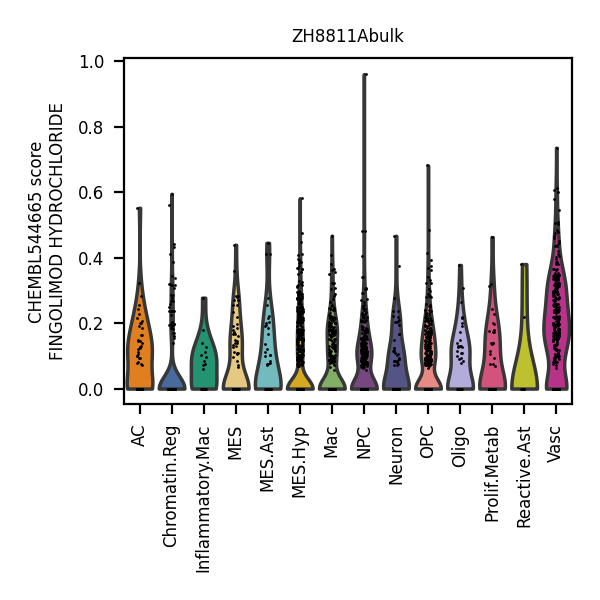 ZH8811Abulk
CHEMBL544665 score
FINGOLIMOD HYDROCHLORIDE
1.0
0.8
0.6
0.4
0.2
0.0
AC
Chromatin.Reg
Inflammatory.Mac
MES
MES.Ast
MES.Hyp
Mac
NPC
Neuron
OPC
Oligo
Prolif.Metab
Reactive.Ast
Vasc